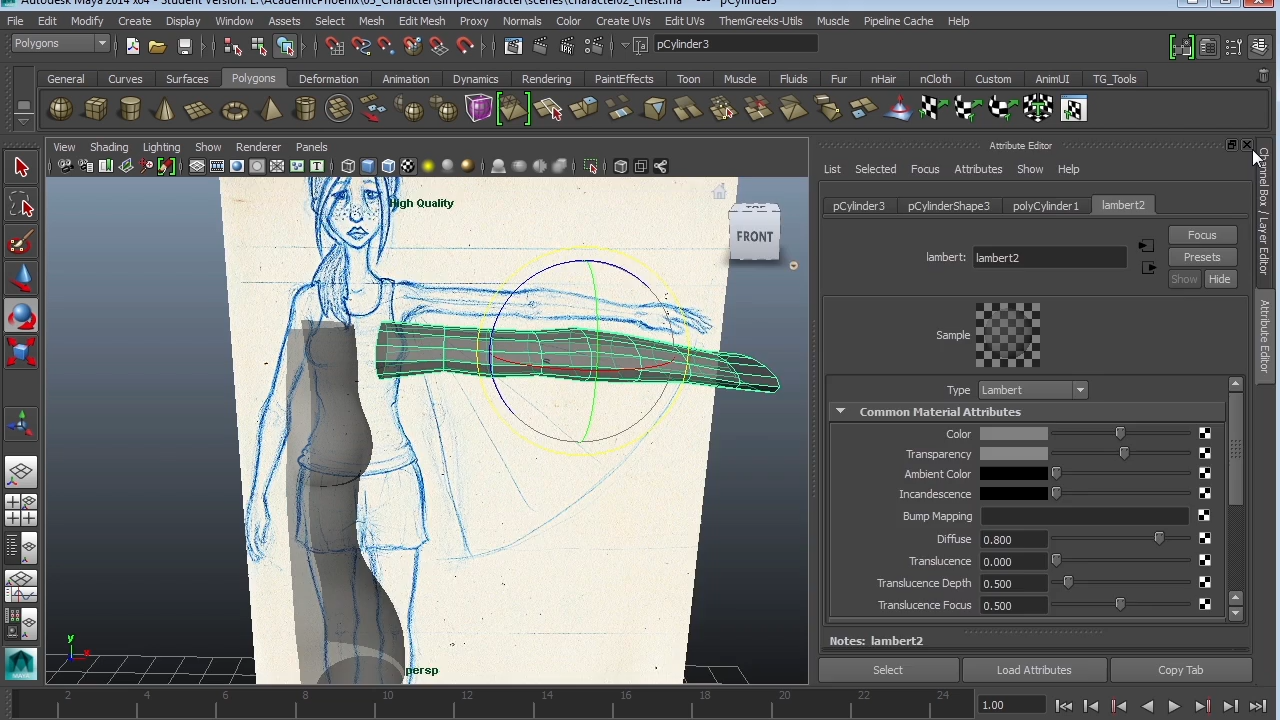 Autodesk Maya 2014 x64 - Student Version: E:\AcademicPhoenix\05_Character\simpleCharacter\scenes\character02_chest.ma* --- pCylinder3
File Edit Modify Create Display Window Assets Select Mesh Edit Mesh Proxy Normals Color Create UVs Edit UVs ThemGreeks-Utils Muscle Pipeline Cache Help
Polygons
pCylinder3
General Curves Surfaces Polygons Deformation Animation Dynamics Rendering PaintEffects Toon Muscle Fluids Fur nHair nCloth Custom AnimUI TG_Tools
View Shading Lighting Show Renderer Panels
Attribute Editor
List Selected Focus Attributes Show Help
pCylinder3 pCylinderShape3 polyCylinder1 lambert2
High Quality
TOP
FRONT
Focus
lambert: lambert2
Presets
Show Hide
Sample
Type Lambert
Common Material Attributes
Color
Transparency
Ambient Color
Incandescence
Bump Mapping
Diffuse 0.800
Translucence 0.000
Translucence Depth 0.500
Translucence Focus 0.500
Notes: lambert2
Select Load Attributes Copy Tab
Channel Box / Layer Editor
Attribute Editor
y
x
persp
2 4 6 8 10 12 14 16 18 20 22 24
1.00